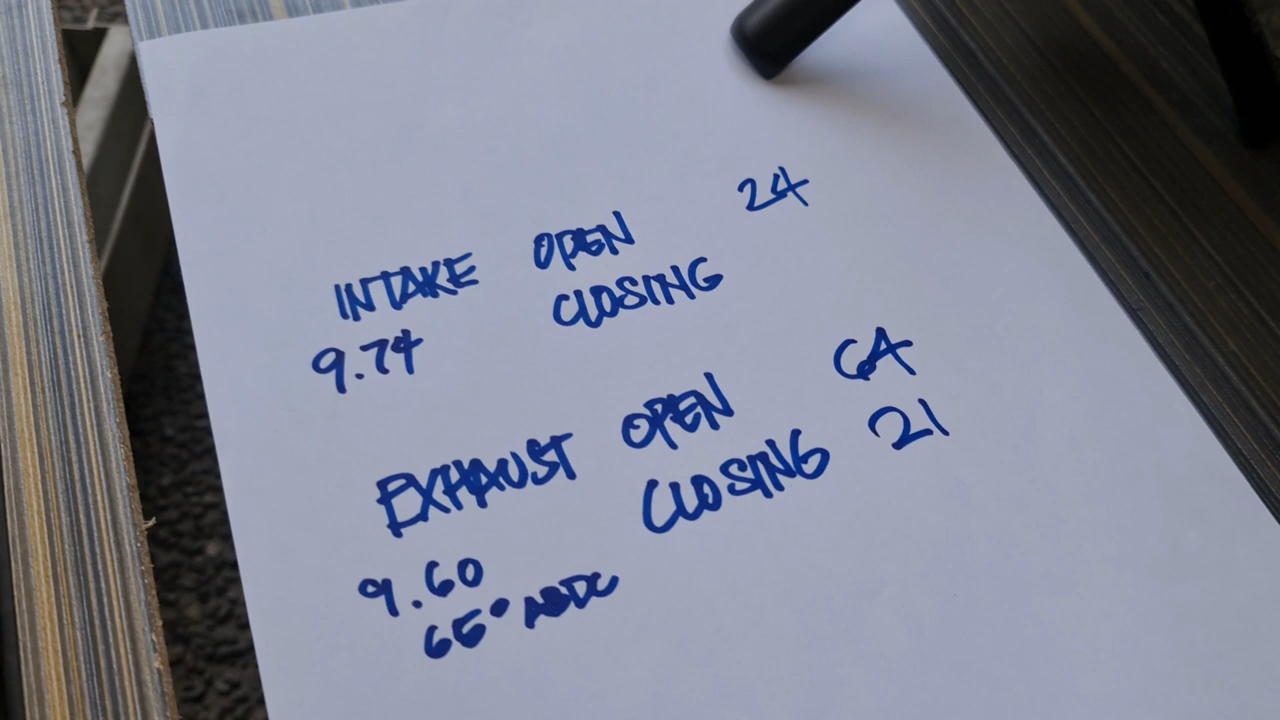 INTAKE OPEN 24
CLOSING
9.74
EXHAUST OPEN 64
CLOSING 21
9.60
65° ABDC